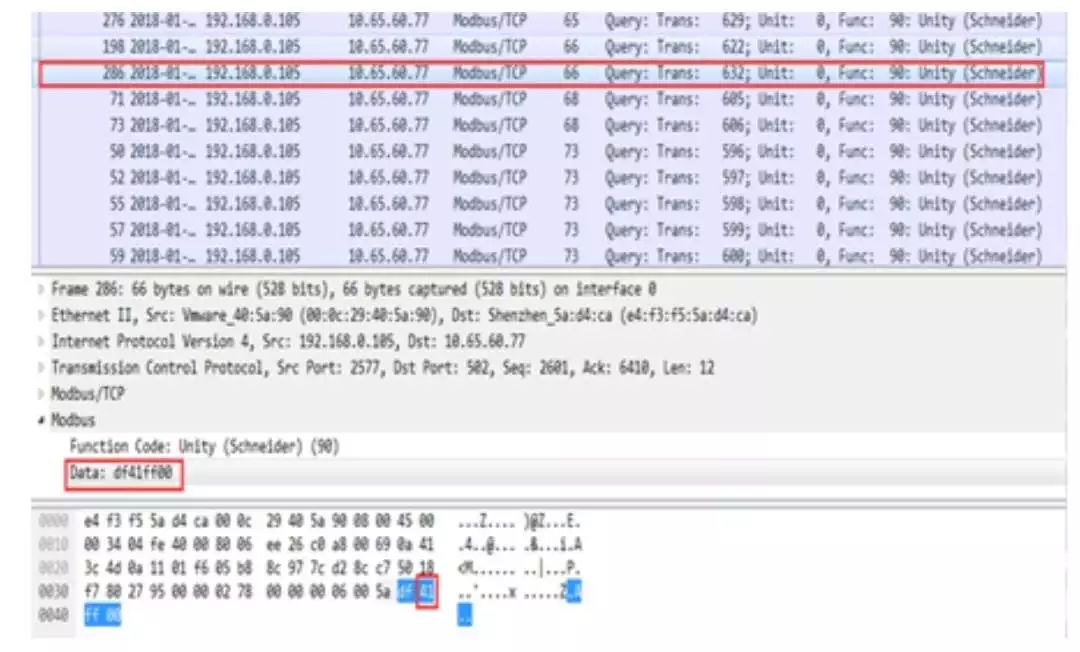 276 2018-01-… 192.168.0.105 10.65.60.77 Modbus/TCP 65 Query: Trans: 629; Unit: 0, Func: 90: Unity (Schneider)
198 2018-01-… 192.168.0.105 10.65.60.77 Modbus/TCP 66 Query: Trans: 622; Unit: 0, Func: 90: Unity (Schneider)
286 2018-01-… 192.168.0.105 10.65.60.77 Modbus/TCP 66 Query: Trans: 632; Unit: 0, Func: 90: Unity (Schneider)
71 2018-01-… 192.168.0.105 10.65.60.77 Modbus/TCP 68 Query: Trans: 605; Unit: 0, Func: 90: Unity (Schneider)
73 2018-01-… 192.168.0.105 10.65.60.77 Modbus/TCP 68 Query: Trans: 606; Unit: 0, Func: 90: Unity (Schneider)
50 2018-01-… 192.168.0.105 10.65.60.77 Modbus/TCP 73 Query: Trans: 596; Unit: 0, Func: 90: Unity (Schneider)
52 2018-01-… 192.168.0.105 10.65.60.77 Modbus/TCP 73 Query: Trans: 597; Unit: 0, Func: 90: Unity (Schneider)
55 2018-01-… 192.168.0.105 10.65.60.77 Modbus/TCP 73 Query: Trans: 598; Unit: 0, Func: 90: Unity (Schneider)
57 2018-01-… 192.168.0.105 10.65.60.77 Modbus/TCP 73 Query: Trans: 599; Unit: 0, Func: 90: Unity (Schneider)
59 2018-01-… 192.168.0.105 10.65.60.77 Modbus/TCP 73 Query: Trans: 600; Unit: 0, Func: 90: Unity (Schneider)
Frame 286: 66 bytes on wire (528 bits), 66 bytes captured (528 bits) on interface 0
Ethernet II, Src: Vmware_40:5a:90 (00:0c:29:40:5a:90), Dst: Shenzhen_5a:d4:ca (e4:f3:f5:5a:d4:ca)
Internet Protocol Version 4, Src: 192.168.0.105, Dst: 10.65.60.77
Transmission Control Protocol, Src Port: 2577, Dst Port: 502, Seq: 2601, Ack: 6410, Len: 12
Modbus/TCP
Modbus
Function Code: Unity (Schneider) (90)
Data: df41ff00
0000 e4 f3 f5 5a d4 ca 00 0c 29 40 5a 90 08 00 45 00 ...Z.... )@Z...E.
0010 00 34 04 fe 40 00 80 06 ee 26 c0 a8 00 69 0a 41 .4..@... .&...i.A
0020 3c 4d 0a 11 01 f6 05 b8 8c 97 7c d2 8c c7 50 18 <M...... ..|...P.
0030 f7 80 27 95 00 00 02 78 00 00 00 06 00 5a df 41 ..'....x .....Z.A
0040 ff 00 ..